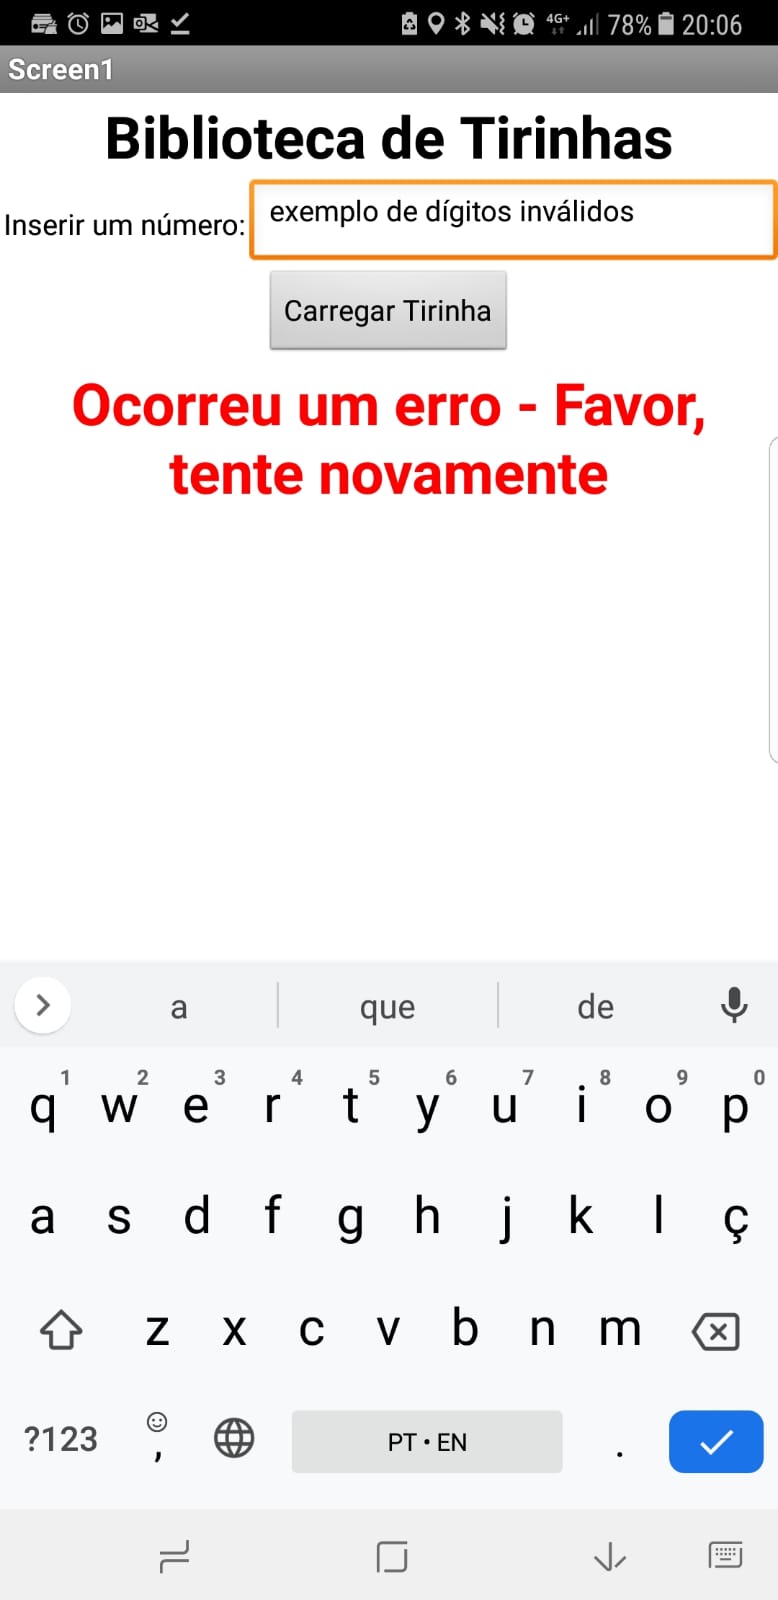 4G+ 78% 20:06
Screen1
Biblioteca de Tirinhas
Inserir um número: exemplo de dígitos inválidos
Carregar Tirinha
Ocorreu um erro - Favor,
tente novamente
a que de
1 2 3 4 5 6 7 8 9 0
q w e r t y u i o p
a s d f g h j k l ç
z x c v b n m
?123 , PT • EN .